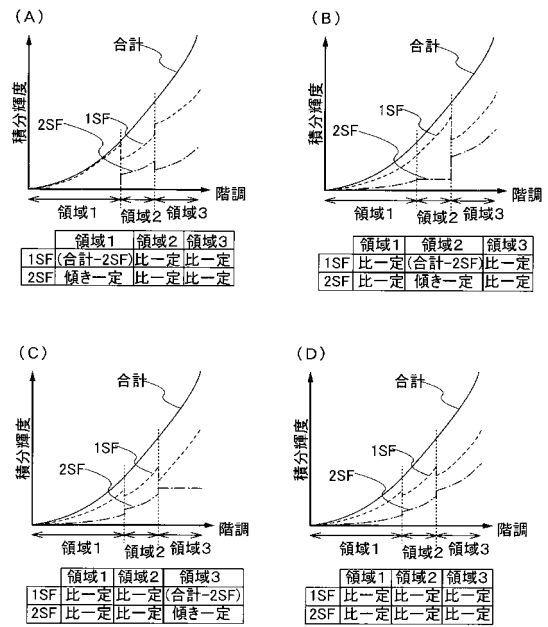 (A)
合計
1SF
2SF
積分輝度
階調
領域1 領域2 領域3
領域1 領域2 領域3
1SF (合計-2SF) 比一定 比一定
2SF 傾き一定 比一定 比一定
(B)
合計
1SF
2SF
積分輝度
階調
領域1 領域2 領域3
領域1 領域2 領域3
1SF 比一定 (合計-2SF) 比一定
2SF 比一定 傾き一定 比一定
(C)
合計
1SF
2SF
積分輝度
階調
領域1 領域2 領域3
領域1 領域2 領域3
1SF 比一定 比一定 (合計-2SF)
2SF 比一定 比一定 傾き一定
(D)
合計
1SF
2SF
積分輝度
階調
領域1 領域2 領域3
領域1 領域2 領域3
1SF 比一定 比一定 比一定
2SF 比一定 比一定 比一定